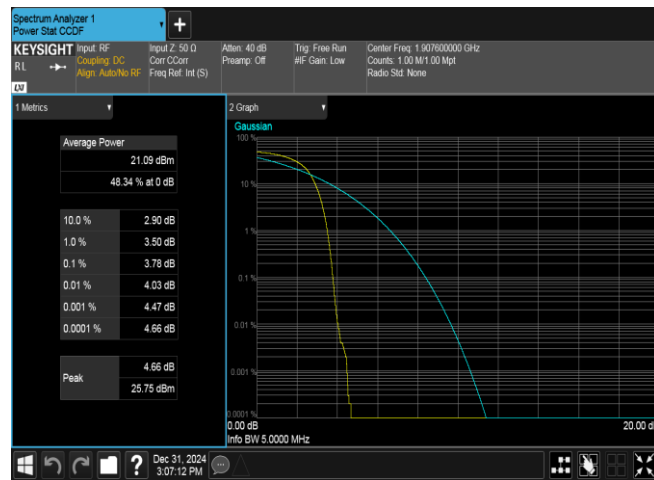 Spectrum Analyzer 1
Power Stat CCDF
+
KEYSIGHT
RL
LXI
Input: RF
Coupling: DC
Align: Auto/No RF
Input Z: 50 Ω
Corr CCorr
Freq Ref: Int (S)
Atten: 40 dB
Preamp: Off
Trig: Free Run
#IF Gain: Low
Center Freq: 1.907600000 GHz
Counts: 1.00 M/1.00 Mpt
Radio Std: None
1 Metrics
Average Power
21.09 dBm
48.34 % at 0 dB
10.0 % 2.90 dB
1.0 % 3.50 dB
0.1 % 3.78 dB
0.01 % 4.03 dB
0.001 % 4.47 dB
0.0001 % 4.66 dB
Peak
4.66 dB
25.75 dBm
2 Graph
Gaussian
100 %
10 %
1 %
0.1 %
0.01 %
0.001 %
0.0001 %
0.00 dB
20.00 d
Info BW 5.0000 MHz
?
Dec 31, 2024
3:07:12 PM